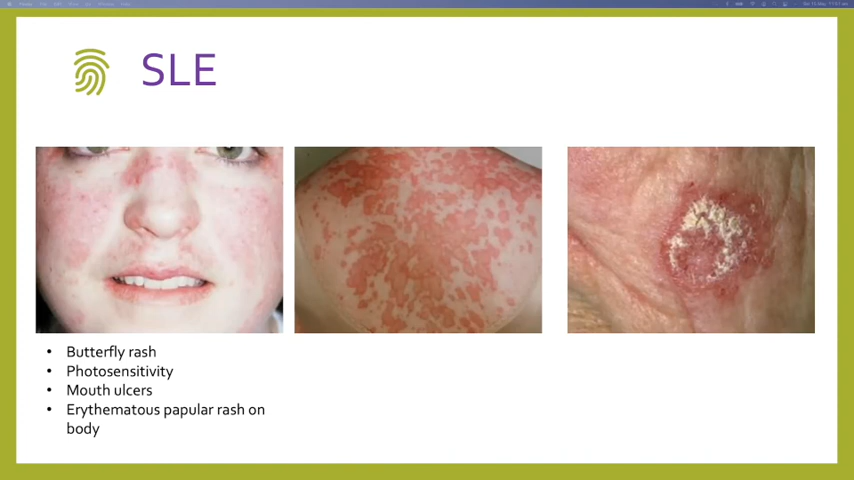 SLE
• Butterfly rash
• Photosensitivity
• Mouth ulcers
• Erythematous papular rash on
body